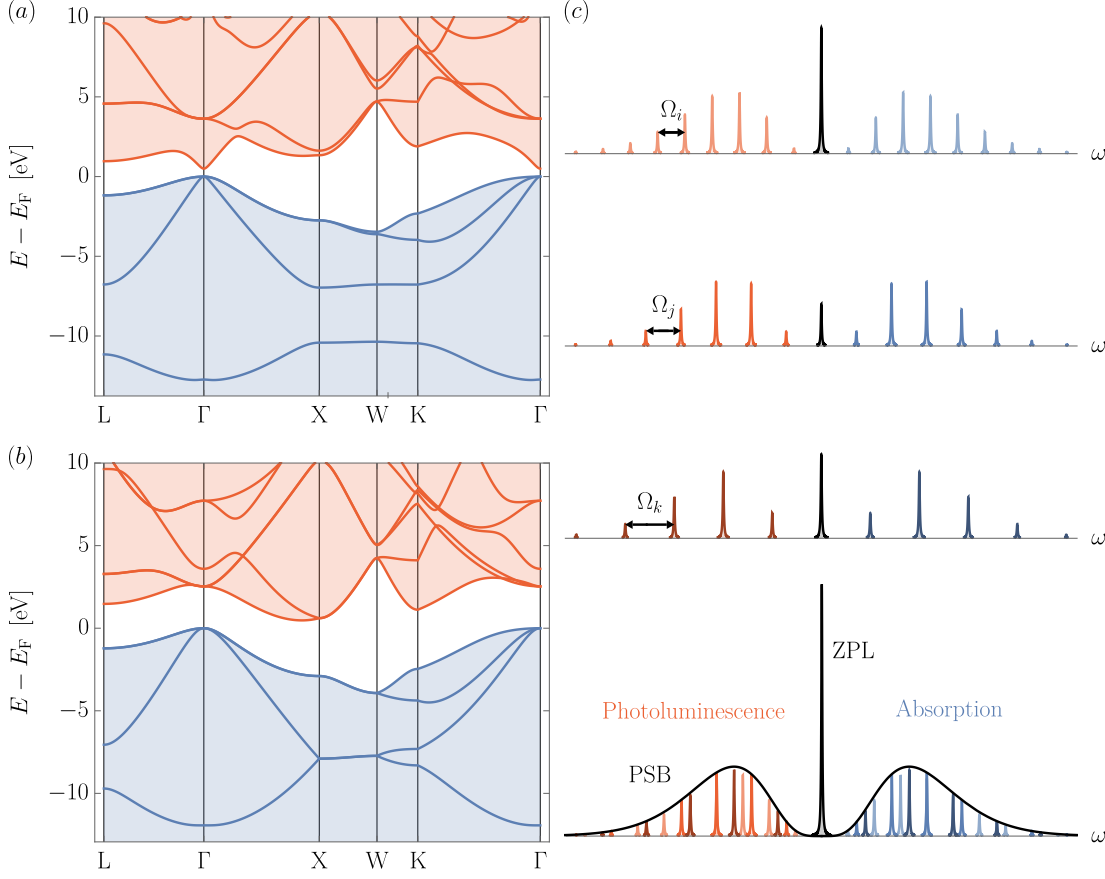 (a)
10
5
0
−5
−10
E − E_F [eV]
L Γ X W K Γ
(b)
10
5
0
−5
−10
E − E_F [eV]
L Γ X W K Γ
(c)
Ω_i
ω
Ω_j
ω
Ω_k
ω
ZPL
Photoluminescence Absorption
PSB
ω